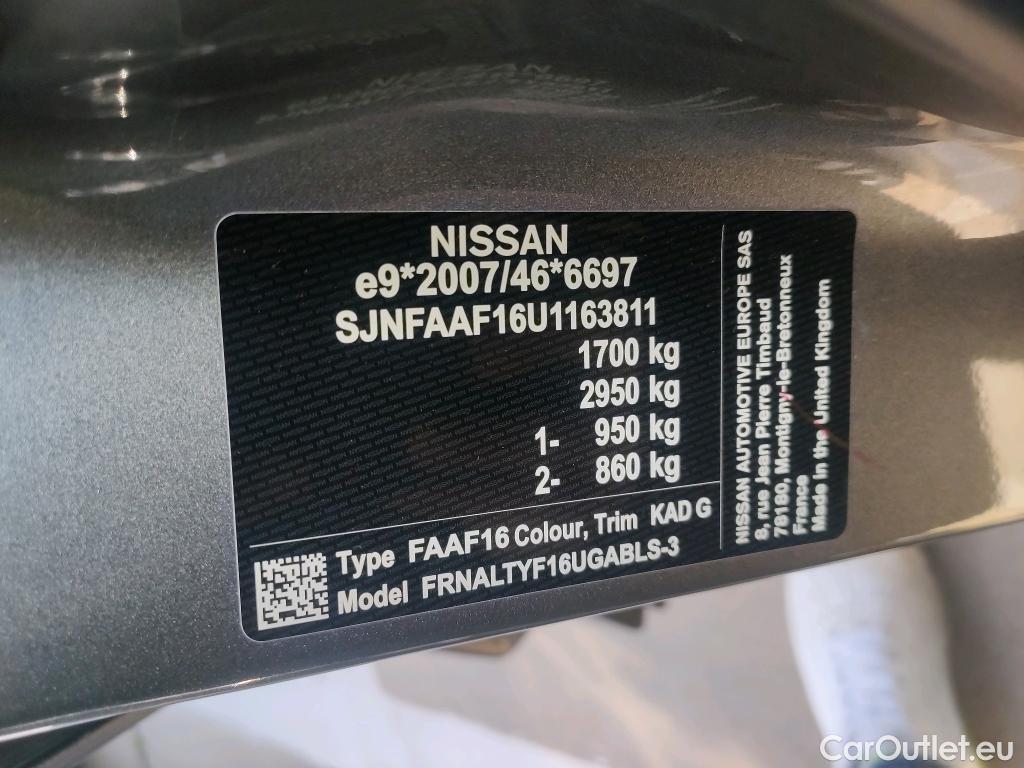 NISSAN
e9*2007/46*6697
SJNFAAF16U1163811
1700 kg
2950 kg
1- 950 kg
2- 860 kg
Type FAAF16 Colour, Trim KAD G
Model FRNALTYF16UGABLS-3
NISSAN AUTOMOTIVE EUROPE SAS
8, rue Jean Pierre Timbaud
78180, Montigny-le-Bretonneux
France
Made in the United Kingdom
CarOutlet.eu